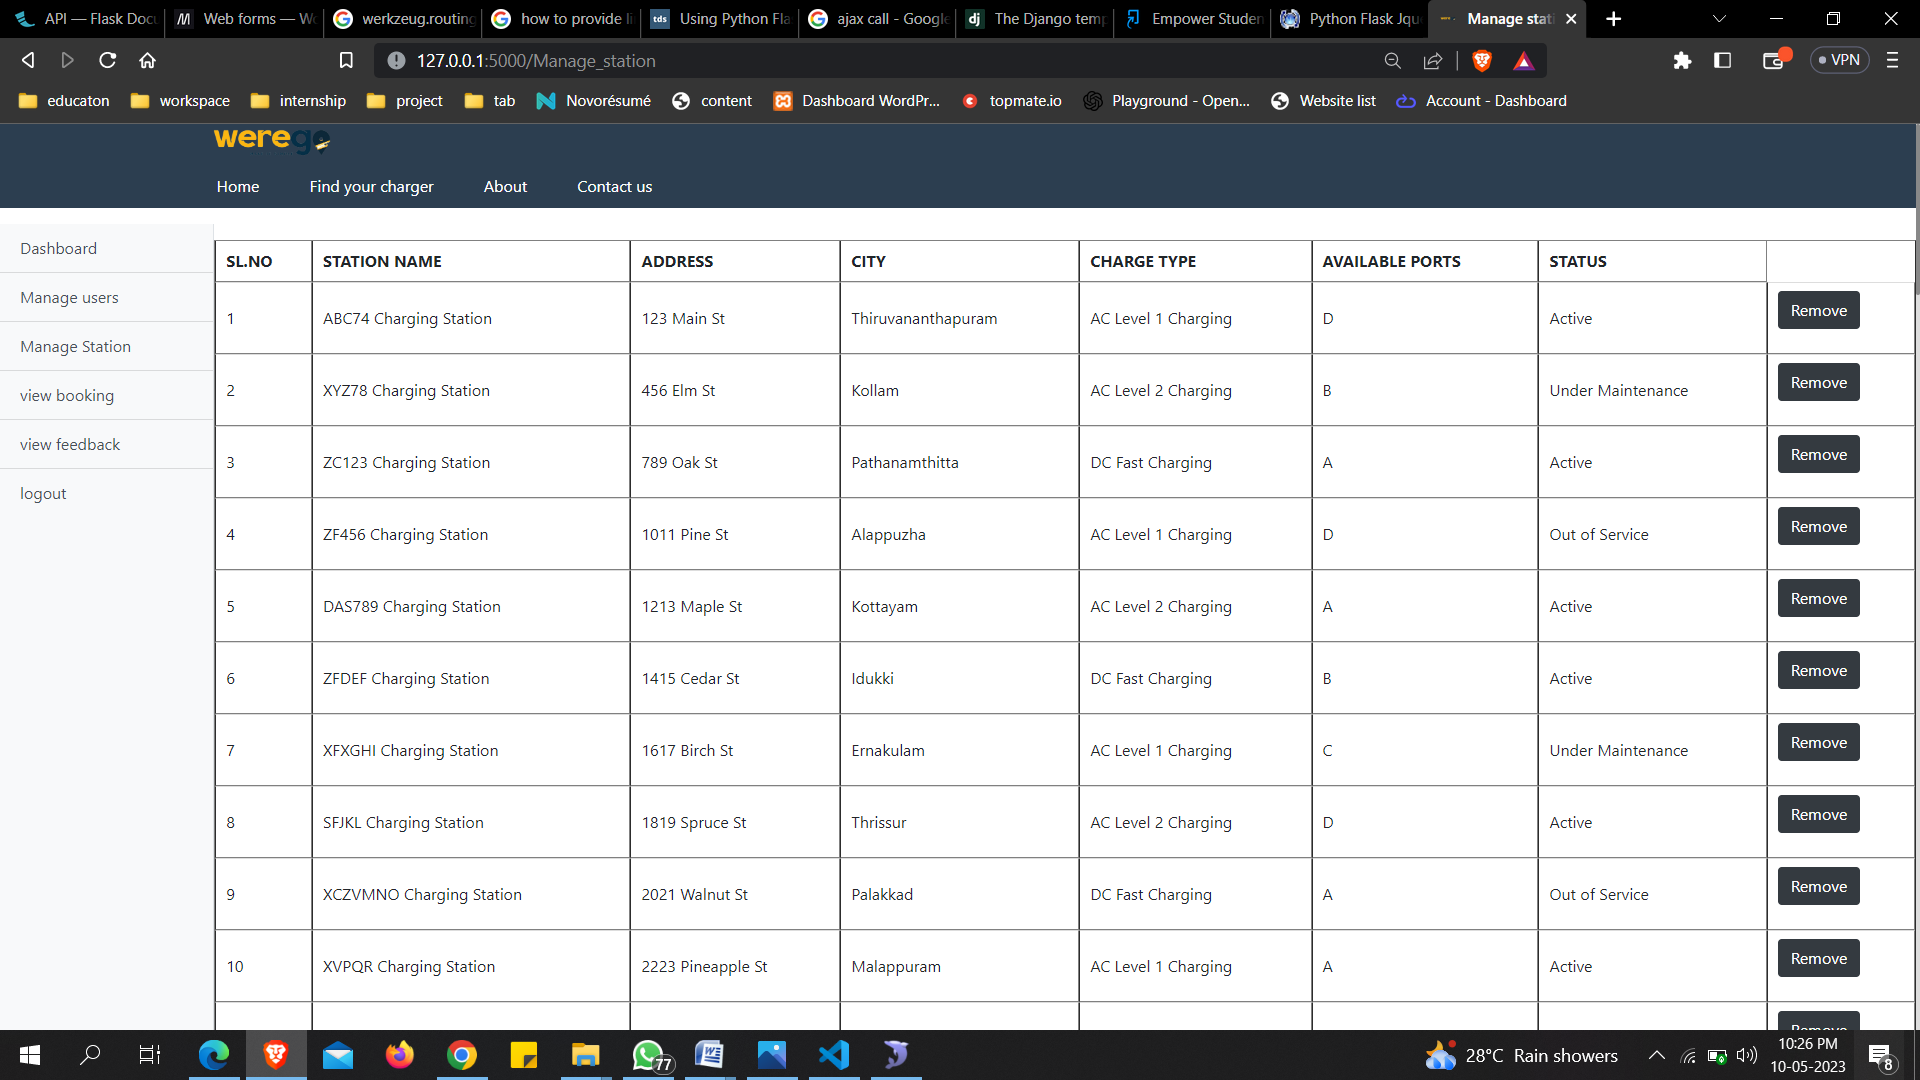 API — Flask Docu
Web forms — Wo
werkzeug.routing
how to provide li
Using Python Fla
ajax call - Google
The Django temp
Empower Studen
Python Flask Jqu
Manage stati
127.0.0.1:5000/Manage_station
VPN
educaton
workspace
internship
project
tab
Novorésumé
content
Dashboard WordPr...
topmate.io
Playground - Open...
Website list
Account - Dashboard
werego
Home Find your charger About Contact us
Dashboard
Manage users
Manage Station
view booking
view feedback
logout
SL.NO STATION NAME ADDRESS CITY CHARGE TYPE AVAILABLE PORTS STATUS
1 ABC74 Charging Station 123 Main St Thiruvananthapuram AC Level 1 Charging D Active Remove
2 XYZ78 Charging Station 456 Elm St Kollam AC Level 2 Charging B Under Maintenance Remove
3 ZC123 Charging Station 789 Oak St Pathanamthitta DC Fast Charging A Active Remove
4 ZF456 Charging Station 1011 Pine St Alappuzha AC Level 1 Charging D Out of Service Remove
5 DAS789 Charging Station 1213 Maple St Kottayam AC Level 2 Charging A Active Remove
6 ZFDEF Charging Station 1415 Cedar St Idukki DC Fast Charging B Active Remove
7 XFXGHI Charging Station 1617 Birch St Ernakulam AC Level 1 Charging C Under Maintenance Remove
8 SFJKL Charging Station 1819 Spruce St Thrissur AC Level 2 Charging D Active Remove
9 XCZVMNO Charging Station 2021 Walnut St Palakkad DC Fast Charging A Out of Service Remove
10 XVPQR Charging Station 2223 Pineapple St Malappuram AC Level 1 Charging A Active Remove
Remove
77
28°C Rain showers
10:26 PM
10-05-2023
8